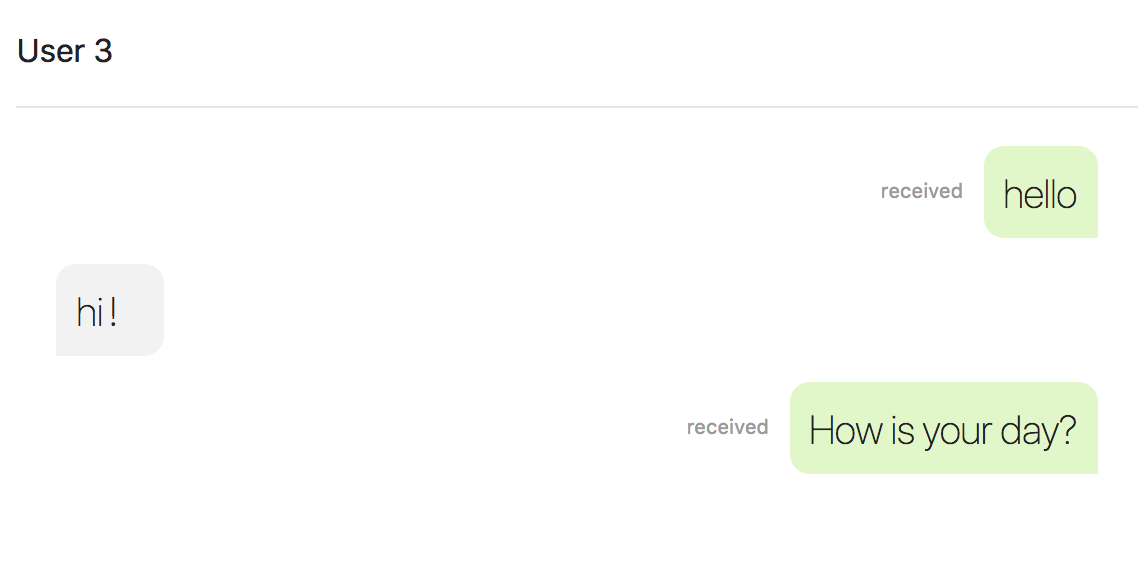 User 3
received
hello
hi !
received
How is your day?